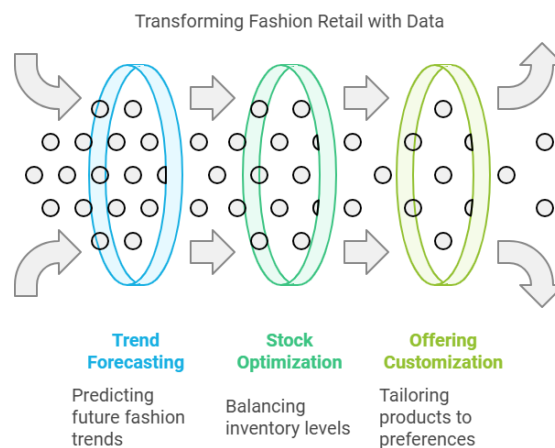 Transforming Fashion Retail with Data
Trend
Forecasting
Predicting
future fashion
trends
Stock
Optimization
Balancing
inventory levels
Offering
Customization
Tailoring
products to
preferences